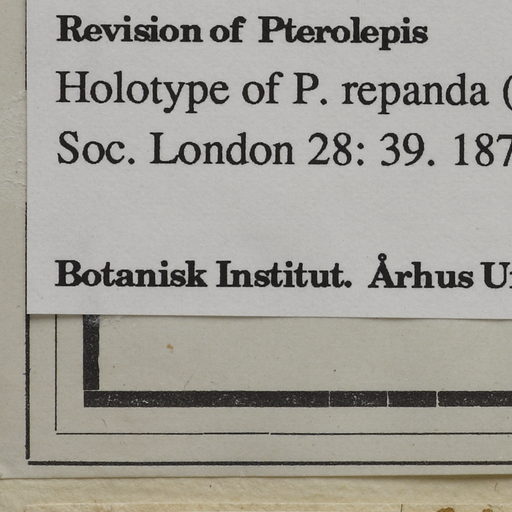 Revision of Pterolepis
Holotype of P. repanda (
Soc. London 28: 39. 187
Botanisk Institut. Århus